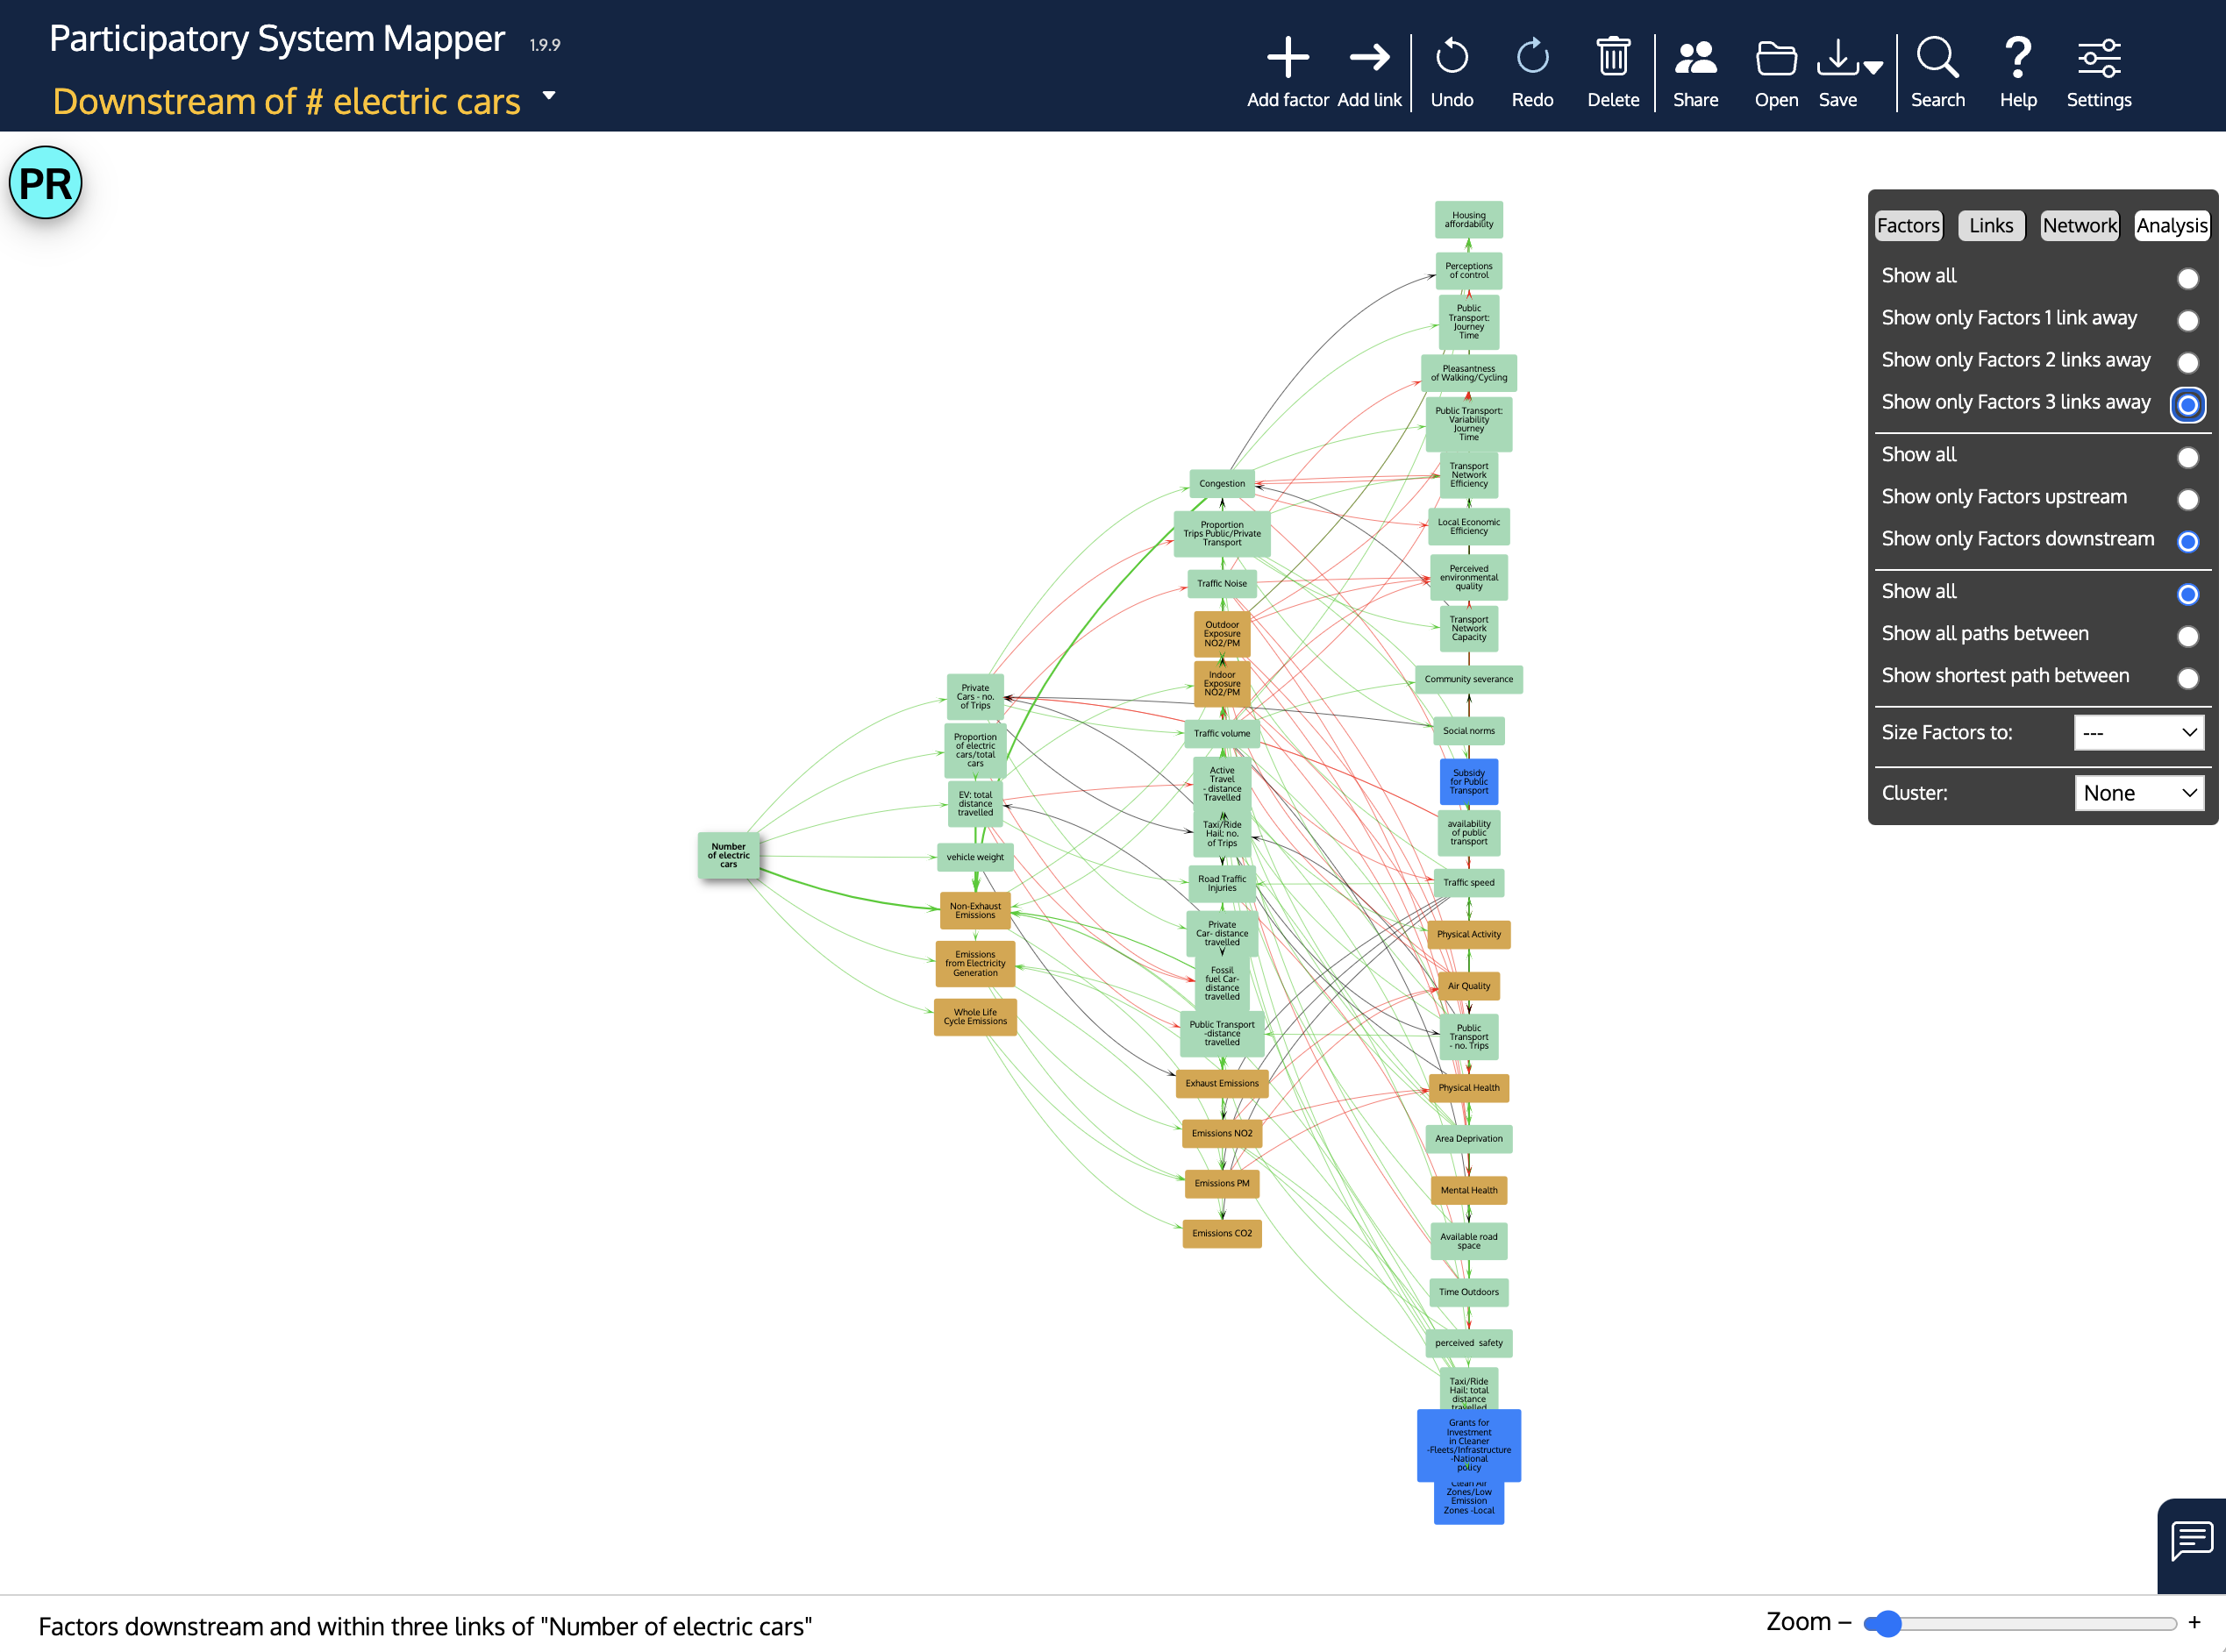 Participatory System Mapper 1.9.9
Downstream of # electric cars
Add factor
Add link
Undo
Redo
Delete
Share
Open
Save
Search
Help
Settings
PR
Factors
Links
Network
Analysis
Show all
Show only Factors 1 link away
Show only Factors 2 links away
Show only Factors 3 links away
Show all
Show only Factors upstream
Show only Factors downstream
Show all
Show all paths between
Show shortest path between
Size Factors to: ---
Cluster: None
Number
of electric
cars
Private
Cars - no.
of Trips
Proportion
of electric
cars/total
cars
EV: total
distance
travelled
vehicle weight
Non-Exhaust
Emissions
Emissions
from Electricity
Generation
Whole Life
Cycle Emissions
Congestion
Proportion
Trips Public/Private
Transport
Traffic Noise
Outdoor
Exposure
NO2/PM
Indoor
Exposure
NO2/PM
Traffic volume
Active
Travel
- distance
Travelled
Taxi/Ride
Hail: no.
of Trips
Road Traffic
Injuries
Private
Car- distance
travelled
Fossil
fuel Car-
distance
travelled
Public Transport
-distance
travelled
Exhaust Emissions
Emissions NO2
Emissions PM
Emissions CO2
Housing
affordability
Perceptions
of control
Public
Transport:
Journey
Time
Pleasantness
of Walking/Cycling
Public Transport:
Variability
Journey
Time
Transport
Network
Efficiency
Local Economic
Efficiency
Perceived
environmental
quality
Transport
Network
Capacity
Community severance
Social norms
Subsidy
for Public
Transport
availability
of public
transport
Traffic speed
Physical Activity
Air Quality
Public
Transport
- no. Trips
Physical Health
Area Deprivation
Mental Health
Available road
space
Time Outdoors
perceived safety
Taxi/Ride
Hail: total
distance
travelled
Grants for
Investment
in Cleaner
-Fleets/Infrastructure
-National
policy
Clean Air
Zones/Low
Emission
Zones -Local
Factors downstream and within three links of "Number of electric cars"
Zoom – +